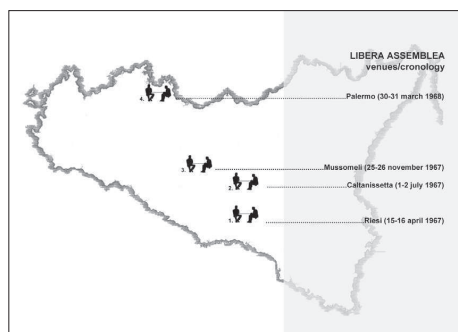 LIBERA ASSEMBLEA
venues/cronology
4. Palermo (30-31 march 1968)
3. Mussomeli (25-26 november 1967)
2. Caltanissetta (1-2 july 1967)
1. Riesi (15-16 april 1967)